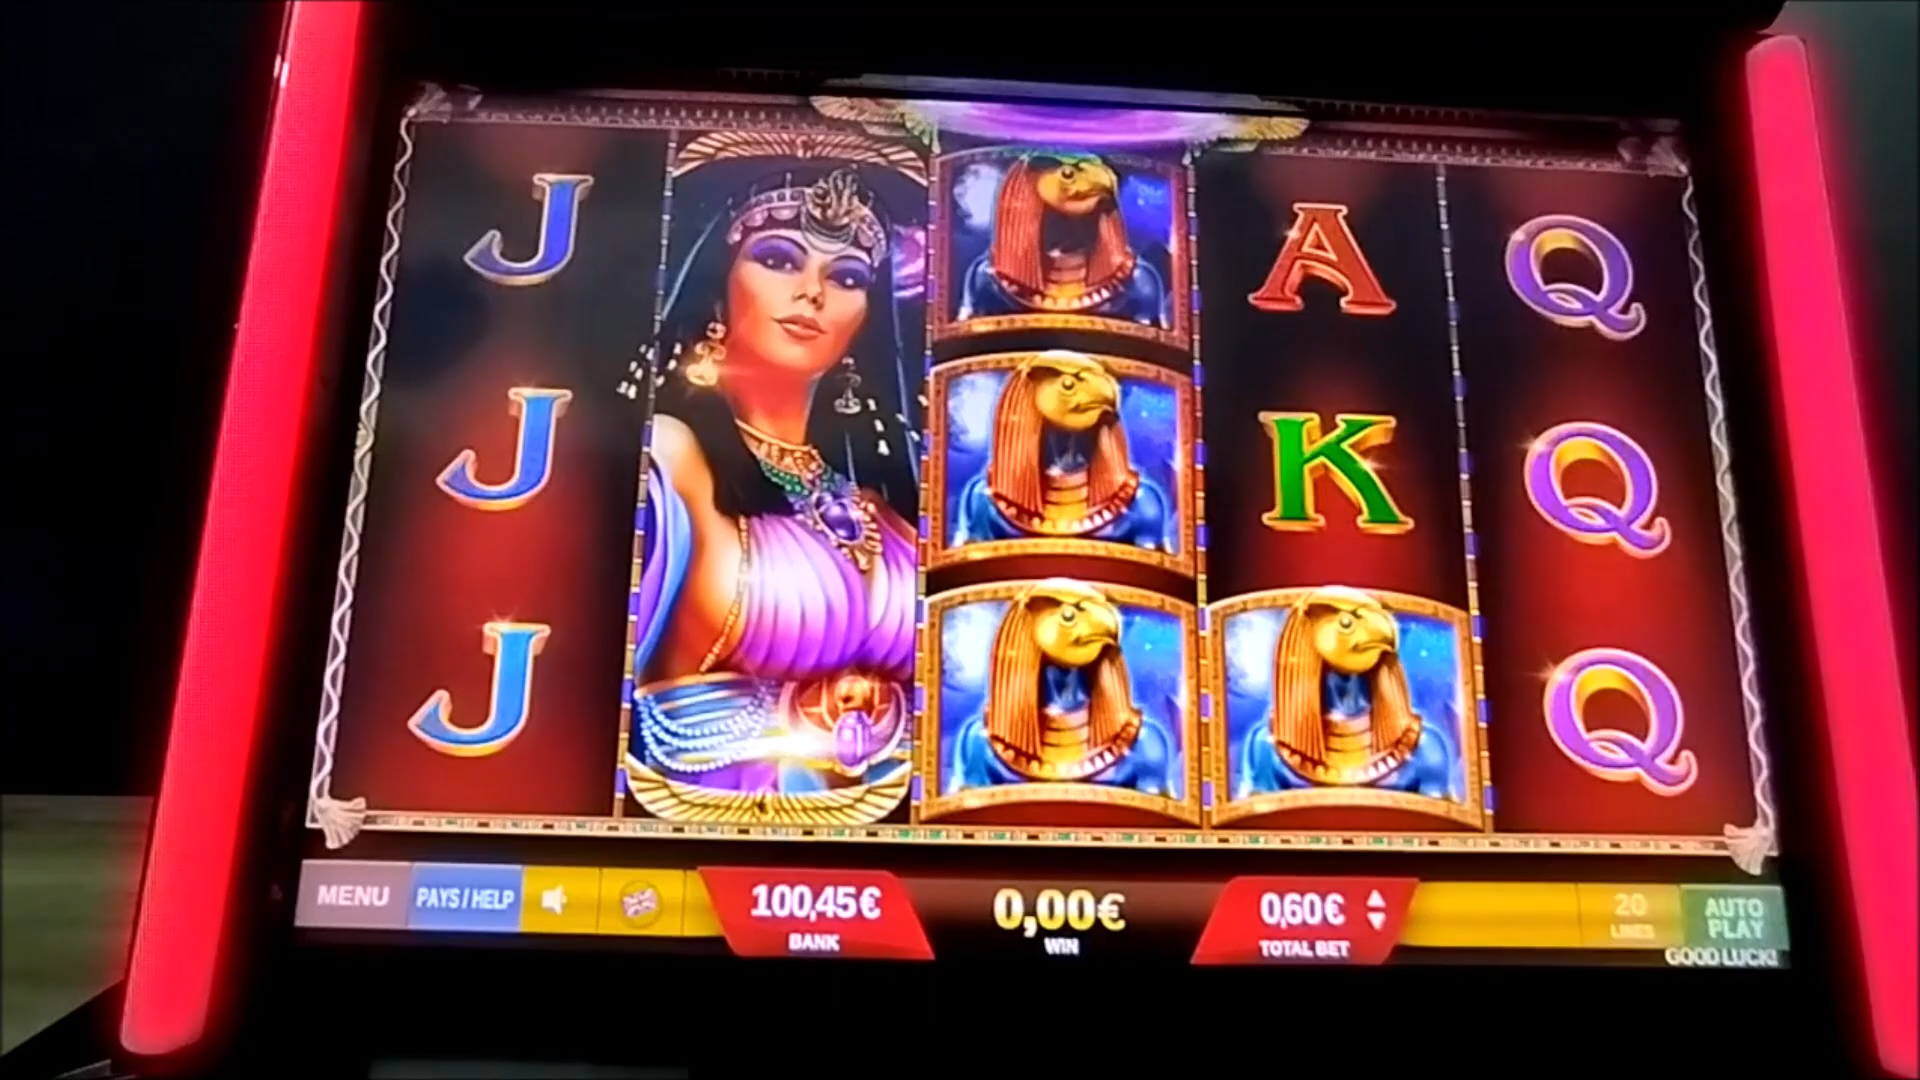 J A Q
J K Q
J Q
MENU PAYS / HELP 100,45€ 0,00€ 0,60€ 20 AUTO PLAY
BANK WIN TOTAL BET LINES
GOOD LUCK!